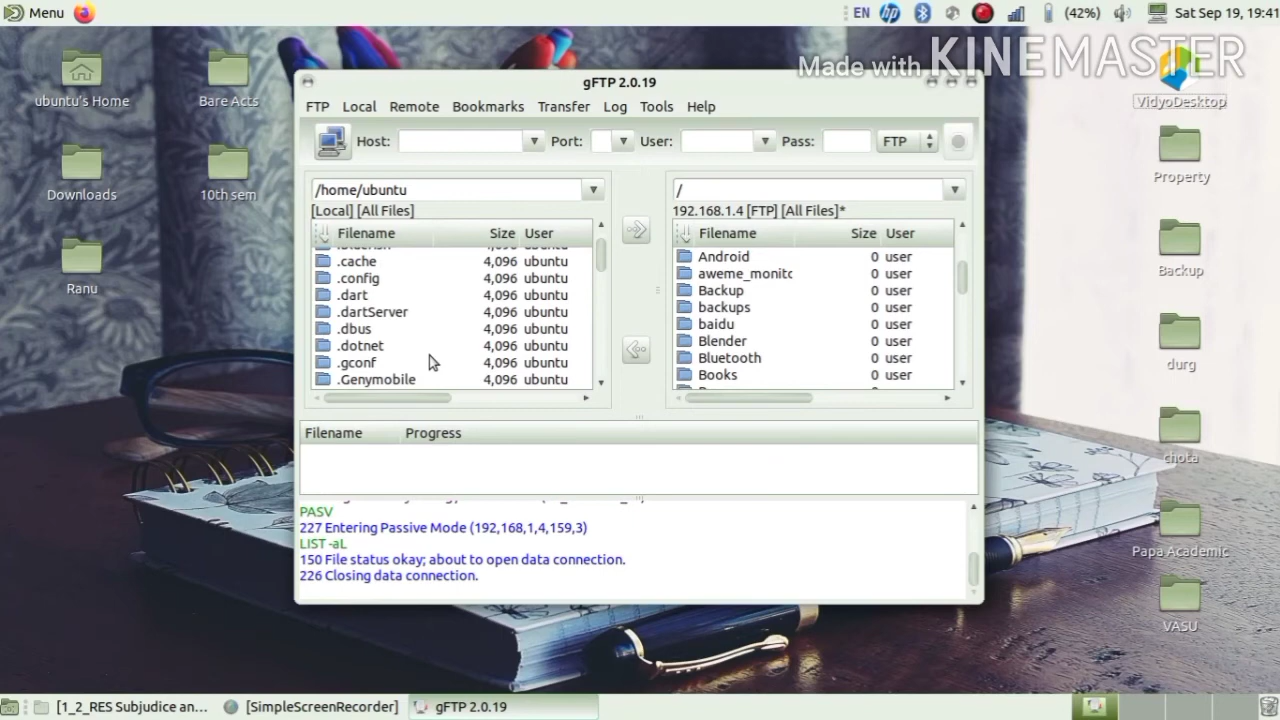 Menu
EN
hp
(42%)
Sat Sep 19, 19:41
Made with KINEMASTER
ubuntu's Home
Bare Acts
VidyoDesktop
Downloads
10th sem
Property
Ranu
Backup
durg
chota
Papa Academic
VASU
gFTP 2.0.19
FTP Local Remote Bookmarks Transfer Log Tools Help
Host: Port: User: Pass: FTP
/home/ubuntu
[Local] [All Files]
Filename Size User
.cache 4,096 ubuntu
.config 4,096 ubuntu
.dart 4,096 ubuntu
.dartServer 4,096 ubuntu
.dbus 4,096 ubuntu
.dotnet 4,096 ubuntu
.gconf 4,096 ubuntu
.Genymobile 4,096 ubuntu
/
192.168.1.4 [FTP] [All Files]*
Filename Size User
Android 0 user
aweme_monitc 0 user
Backup 0 user
backups 0 user
baidu 0 user
Blender 0 user
Bluetooth 0 user
Books 0 user
Filename Progress
PASV
227 Entering Passive Mode (192,168,1,4,159,3)
LIST -aL
150 File status okay; about to open data connection.
226 Closing data connection.
[1_2_RES Subjudice an... [SimpleScreenRecorder] gFTP 2.0.19